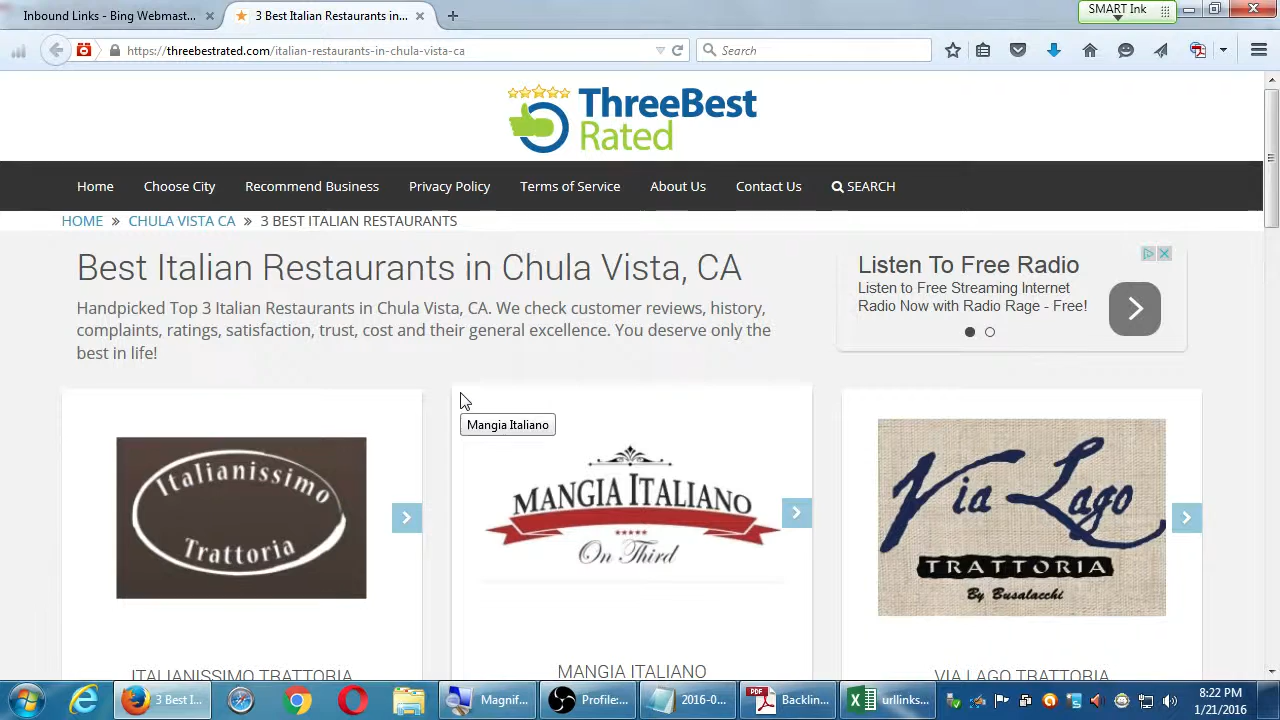 Inbound Links - Bing Webmast...
3 Best Italian Restaurants in...
SMART Ink
https://threebestrated.com/italian-restaurants-in-chula-vista-ca
Search
ThreeBest
Rated
Home
Choose City
Recommend Business
Privacy Policy
Terms of Service
About Us
Contact Us
SEARCH
HOME » CHULA VISTA CA » 3 BEST ITALIAN RESTAURANTS
Best Italian Restaurants in Chula Vista, CA
Handpicked Top 3 Italian Restaurants in Chula Vista, CA. We check customer reviews, history,
complaints, ratings, satisfaction, trust, cost and their general excellence. You deserve only the
best in life!
Listen To Free Radio
Listen to Free Streaming Internet
Radio Now with Radio Rage - Free!
Mangia Italiano
Italianissimo
Trattoria
MANGIA ITALIANO
On Third
Via Lago
TRATTORIA
By Busalacchi
ITALIANISSIMO TRATTORIA
MANGIA ITALIANO
VIA LAGO TRATTORIA
3 Best I...
Magnif...
Profile:...
2016-0...
PDF
Backlin...
urllinks...
8:22 PM
1/21/2016